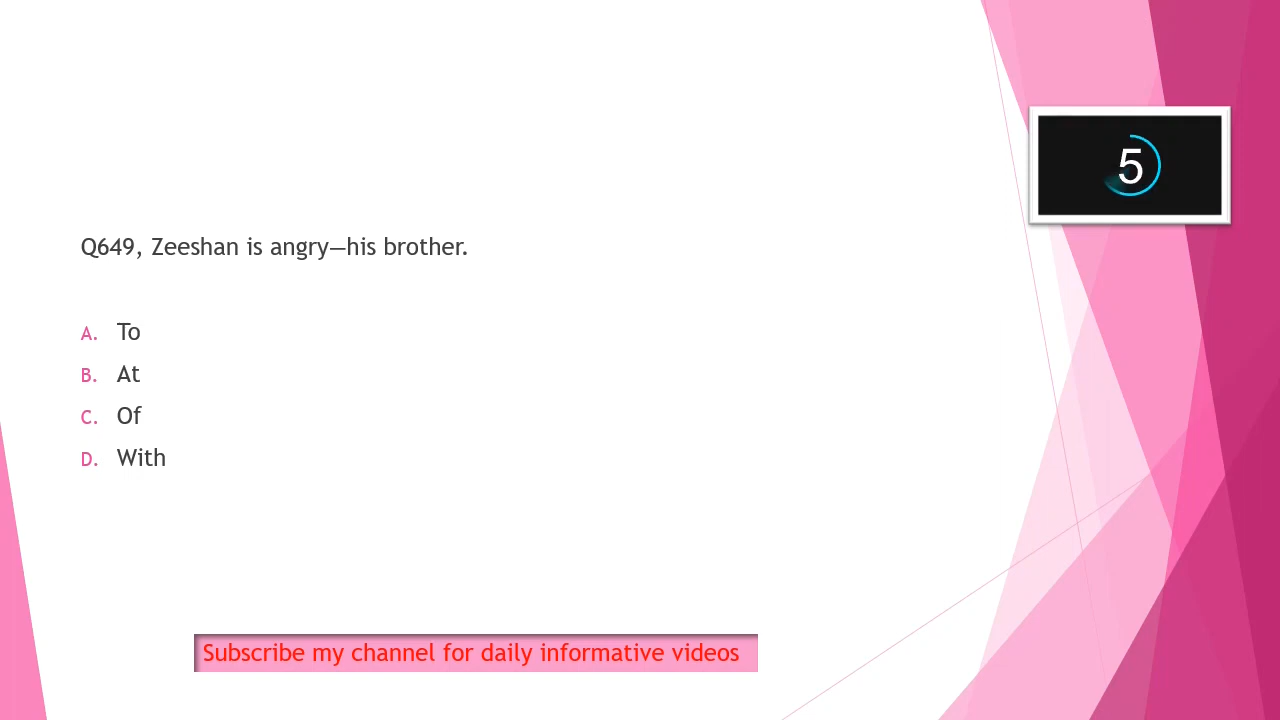 5
Q649, Zeeshan is angry—his brother.
A. To
B. At
C. Of
D. With
Subscribe my channel for daily informative videos